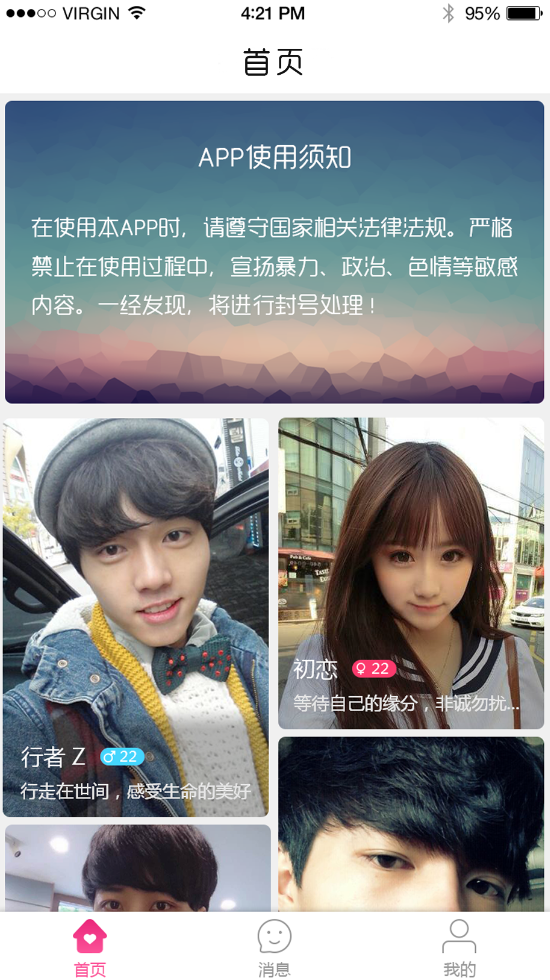 VIRGIN 4:21 PM 95%
首页
APP使用须知
在使用本APP时，请遵守国家相关法律法规。严格
禁止在使用过程中，宣扬暴力、政治、色情等敏感
内容。一经发现，将进行封号处理！
初恋 ♀ 22
等待自己的缘分，非诚勿扰...
行者 Z ♂ 22
行走在世间，感受生命的美好
首页 消息 我的